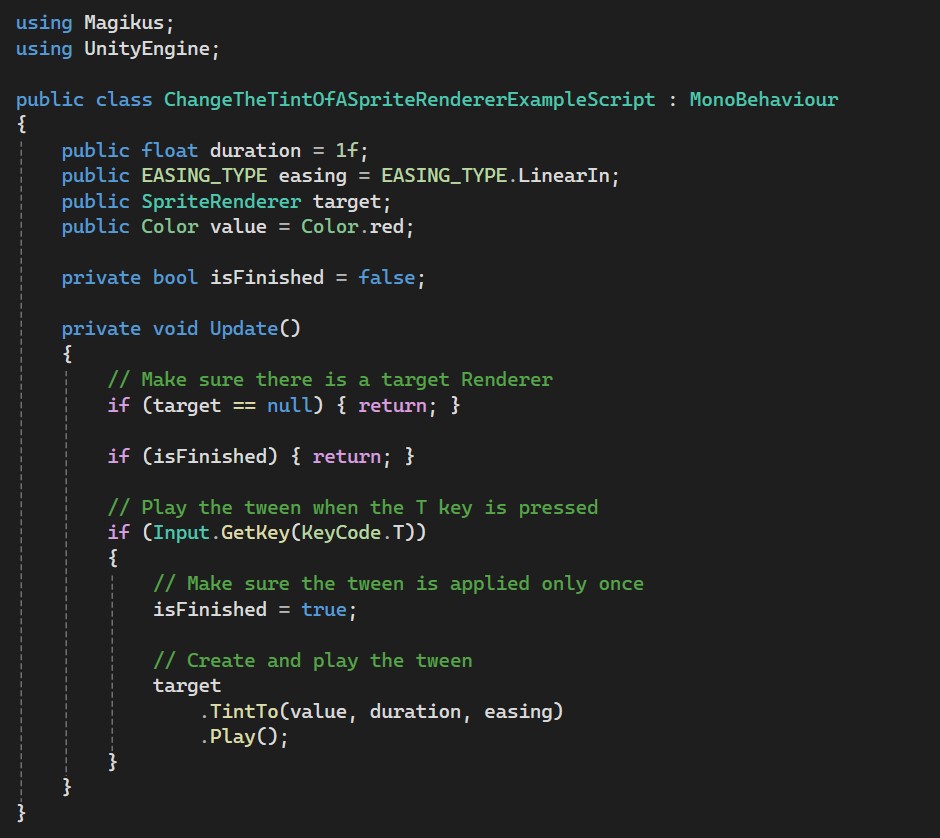 using Magikus;
using UnityEngine;

public class ChangeTheTintOfASpriteRendererExampleScript : MonoBehaviour
{
    public float duration = 1f;
    public EASING_TYPE easing = EASING_TYPE.LinearIn;
    public SpriteRenderer target;
    public Color value = Color.red;

    private bool isFinished = false;

    private void Update()
    {
        // Make sure there is a target Renderer
        if (target == null) { return; }

        if (isFinished) { return; }

        // Play the tween when the T key is pressed
        if (Input.GetKey(KeyCode.T))
        {
            // Make sure the tween is applied only once
            isFinished = true;

            // Create and play the tween
            target
                .TintTo(value, duration, easing)
                .Play();
        }
    }
}